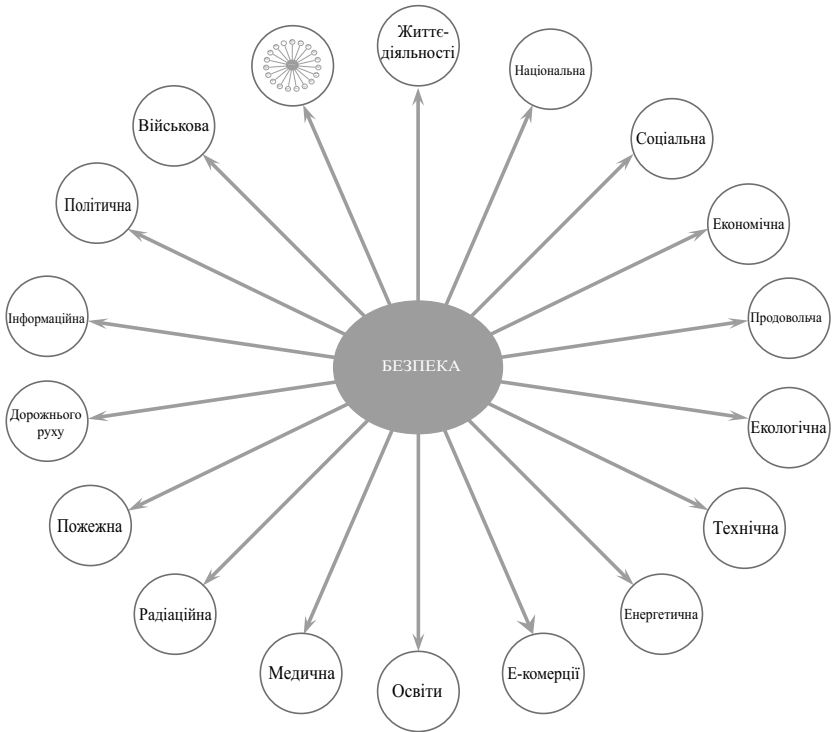 Життє-
діяльності
Національна
Соціальна
Економічна
Продовольча
Екологічна
Технічна
Енергетична
Е-комерції
Освіти
Медична
Радіаційна
Пожежна
Дорожнього
руху
Інформаційна
Політична
Військова
БЕЗПЕКА